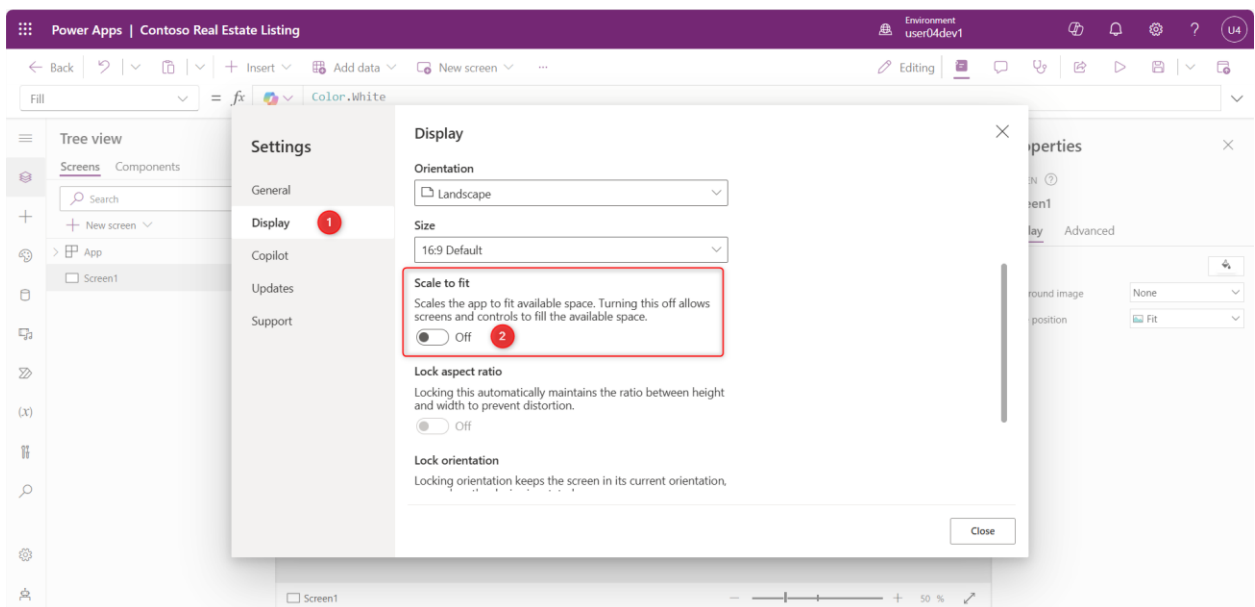 Power Apps | Contoso Real Estate Listing
Environment
user04dev1
?
U4
Back
Insert
Add data
New screen
...
Editing
Fill
= fx
Color.White
Tree view
Screens Components
Search
New screen
App
Screen1
(x)
Settings
General
Display 1
Copilot
Updates
Support
Display
Orientation
Landscape
Size
16:9 Default
Scale to fit
Scales the app to fit available space. Turning this off allows
screens and controls to fill the available space.
Off 2
Lock aspect ratio
Locking this automatically maintains the ratio between height
and width to prevent distortion.
Off
Lock orientation
Locking orientation keeps the screen in its current orientation,
Close
perties
EN ?
een1
lay Advanced
round image None
position Fit
Screen1
50 %